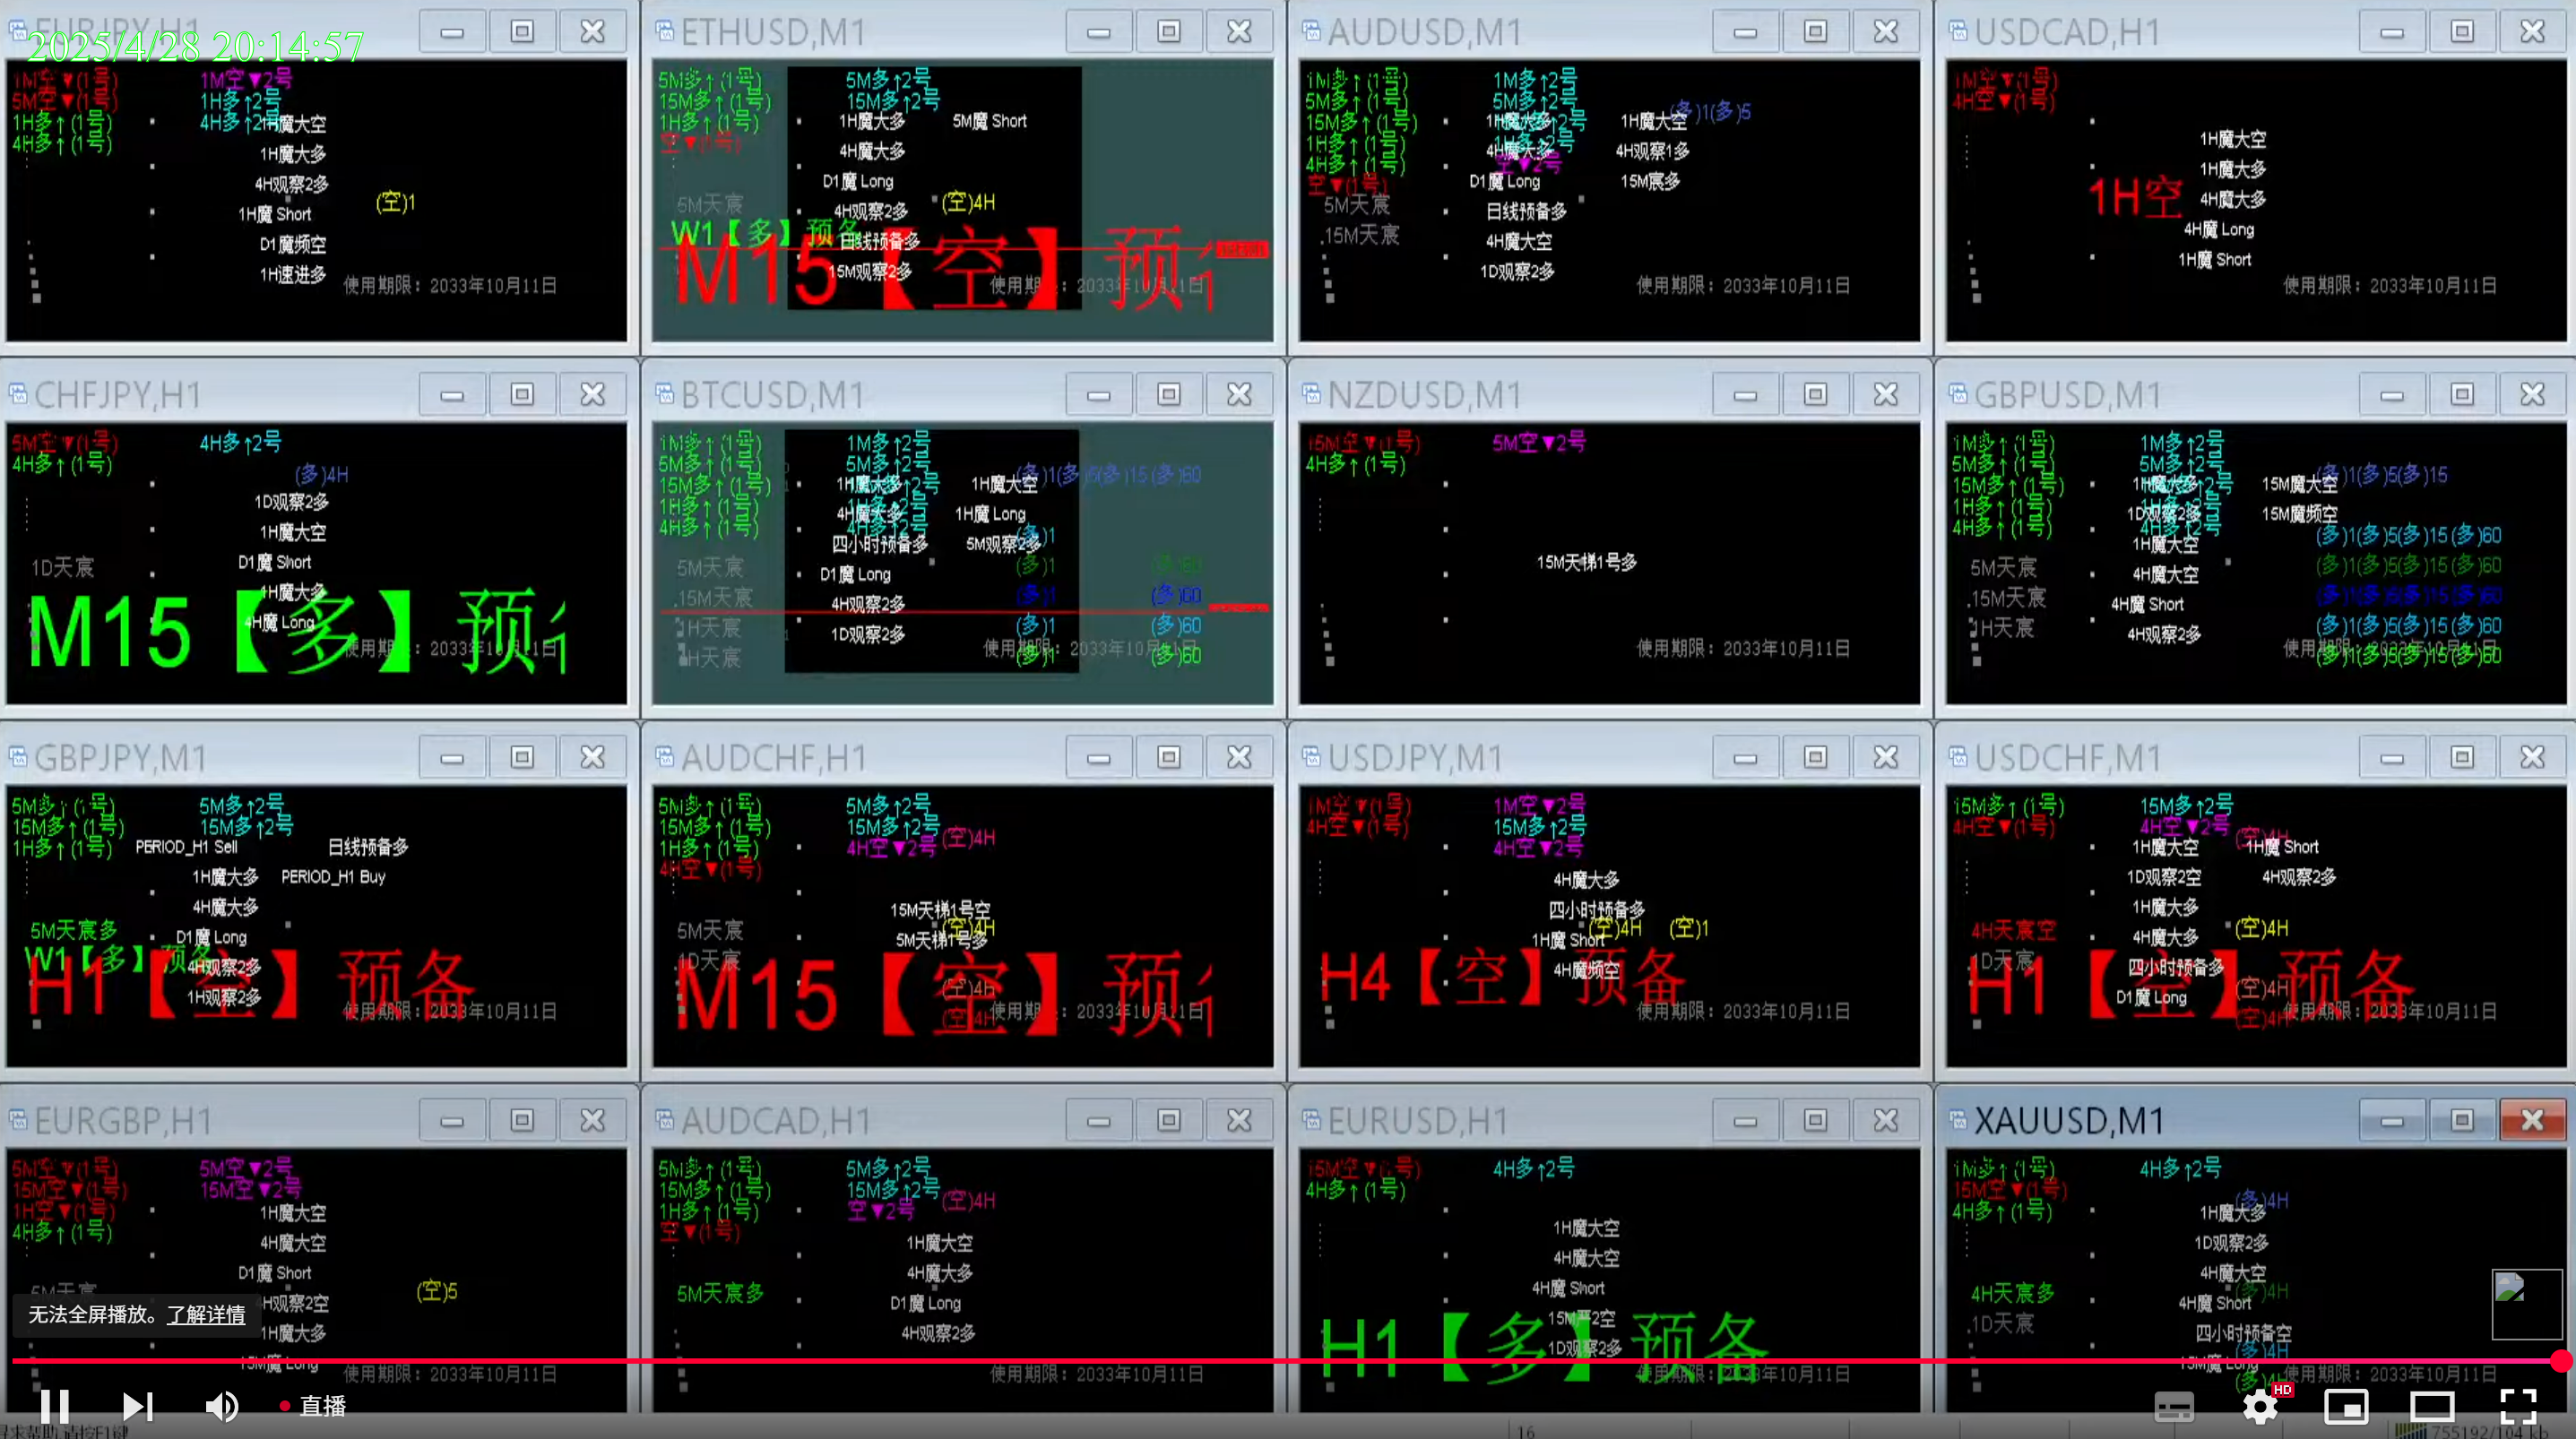 EURJPY,H1
2025/4/28 20:14:57
1M空▼(1号)
1M空▼2号
5M空▼(1号)
1H多↑2号
1H多↑(1号)
4H多↑2号
1H魔大空
4H多↑(1号)
1H魔大多
4H观察2多
(空)1
1H魔 Short
D1魔频空
1H速进多
使用期限：2033年10月11日
ETHUSD,M1
5M多↑(1号)
5M多↑2号
15M多↑(1号)
15M多↑2号
1H多↑(1号)
1H魔大多
5M魔 Short
空▼(1号)
4H魔大多
D1魔 Long
5M天宸
4H观察2多
(空)4H
W1【多】预备
日线预备多
M15【空】预
15M观察2多
AUDUSD,M1
1M多↑(1号)
1M多↑2号
5M多↑(1号)
5M多↑2号
(多)1(多)5
15M多↑(1号)
1H魔大空
1H多↑(1号)
1H多↑2号
4H魔大多
4H观察1多
4H多↑(1号)
空▼2号
空▼(1号)
D1魔 Long
15M宸多
5M天宸
日线预备多
15M天宸
4H魔大空
1D观察2多
使用期限：2033年10月11日
USDCAD,H1
1M空▼(1号)
4H空▼(1号)
1H魔大空
1H魔大多
1H空
4H魔大多
4H魔 Long
1H魔 Short
使用期限：2033年10月11日
CHFJPY,H1
5M空▼(1号)
4H多↑2号
4H多↑(1号)
(多)4H
1D观察2多
1H魔大空
D1魔 Short
1D天宸
1H魔大多
M15【多】预
4H魔 Long
BTCUSD,M1
1M多↑(1号)
1M多↑2号
5M多↑(1号)
5M多↑2号
(多)1(多)5(多)15(多)60
15M多↑(1号)
1H魔大多
1H魔大空
1H多↑(1号)
4H魔大多
1H魔 Long
4H多↑(1号)
4H多↑2号
(多)1
四小时预备多
5M观察2多
5M天宸
D1魔 Long
(多)1
(多)60
15M天宸
4H观察2多
(多)1
(多)60
1H天宸
1D观察2多
(多)1
(多)60
使用期限：2033年10月11日
H天宸
(多)1
(多)60
NZDUSD,M1
15M空▼(1号)
5M空▼2号
4H多↑(1号)
15M天梯1号多
使用期限：2033年10月11日
GBPUSD,M1
1M多↑(1号)
1M多↑2号
5M多↑(1号)
5M多↑2号
(多)1(多)5(多)15
15M多↑(1号)
1H魔大多
15M魔大空
1H多↑(1号)
1D观察2多
15M魔频空
4H多↑(1号)
4H多↑2号
(多)1(多)5(多)15(多)60
1H魔大空
5M天宸
4H魔大空
(多)1(多)5(多)15(多)60
15M天宸
4H魔 Short
(多)1(多)5(多)15(多)60
1H天宸
4H观察2多
(多)1(多)5(多)15(多)60
(多)1(多)5(多)15(多)60
GBPJPY,M1
5M多↑(1号)
5M多↑2号
15M多↑(1号)
15M多↑2号
1H多↑(1号)
PERIOD_H1 Sell
日线预备多
1H魔大多
PERIOD_H1 Buy
4H魔大多
5M天宸多
D1魔 Long
W1【多】预备
4H观察2多
H1【空】预备
1H观察2多
使用期限：2033年10月11日
AUDCHF,H1
5M多↑(1号)
5M多↑2号
15M多↑(1号)
15M多↑2号
(空)4H
1H多↑(1号)
4H空▼2号
4H空▼(1号)
15M天梯1号空
5M天宸
(空)4H
5M天梯1号多
1D天宸
M15【空】预
(空)4H
(空)4H
使用期限：2033年10月11日
USDJPY,M1
1M空▼(1号)
1M空▼2号
4H空▼(1号)
15M多↑2号
4H空▼2号
4H魔大多
四小时预备多
(空)4H
(空)1
1H魔 Short
4H魔频空
H4【空】预备
使用期限：2033年10月11日
USDCHF,M1
15M多↑(1号)
15M多↑2号
4H空▼(1号)
4H空▼2号
(空)4H
1H魔大空
1H魔 Short
1D观察2空
4H观察2多
1H魔大多
4H天宸空
4H魔大多
(空)4H
1D天宸
四小时预备多
H1【空】预备
D1魔 Long
(空)4H
(空)4H
使用期限：2033年10月11日
EURGBP,H1
5M空▼(1号)
5M空▼2号
15M空▼(1号)
15M空▼2号
1H空▼(1号)
1H魔大空
4H多↑(1号)
4H魔大空
D1魔 Short
5M天宸
(空)5
4H观察2空
1H魔大多
15M魔 Long
使用期限：2033年10月11日
AUDCAD,H1
5M多↑(1号)
5M多↑2号
15M多↑(1号)
15M多↑2号
(空)4H
1H多↑(1号)
空▼2号
空▼(1号)
1H魔大空
4H魔大多
5M天宸多
D1魔 Long
4H观察2多
使用期限：2033年10月11日
EURUSD,H1
15M空▼(1号)
4H多↑2号
4H多↑(1号)
1H魔大空
4H魔大空
4H魔 Short
1D观察2多
H1【多】预备
使用期限：2033年10月11日
XAUUSD,M1
1M多↑(1号)
4H多↑2号
15M空▼(1号)
(多)4H
4H多↑(1号)
1H魔大多
1D观察2多
4H魔大空
4H天宸多
(多)4H
4H魔 Short
1D天宸
四小时预备空
(多)4H
15M魔 Long
(多)4H
使用期限：2033年10月11日
无法全屏播放。了解详情
直播
HD
16
755192/104 kb